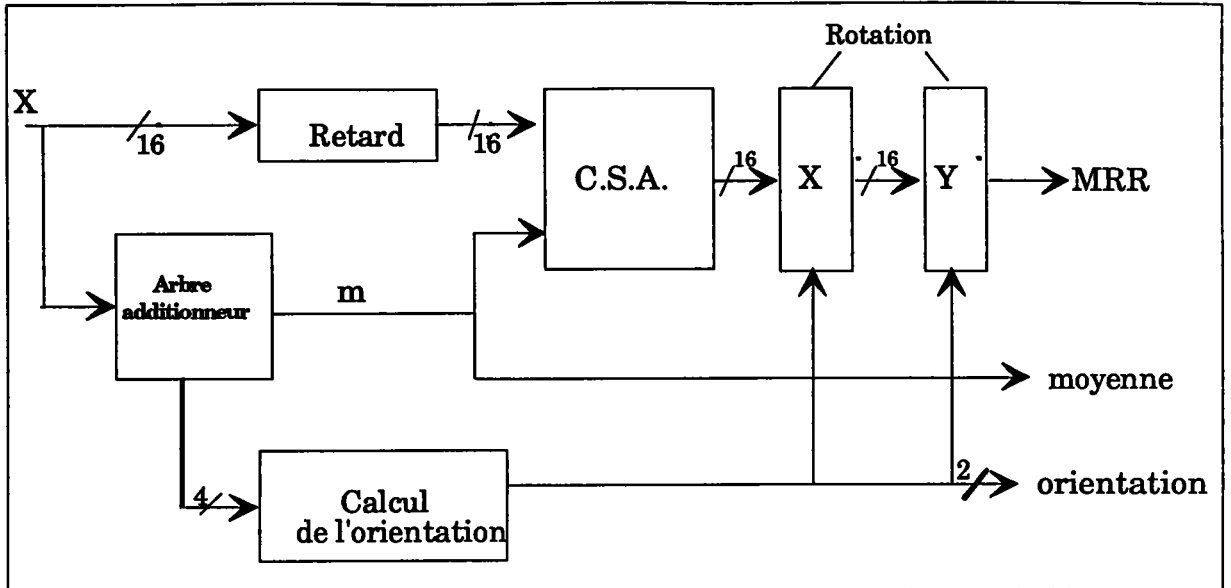 Rotation
X
16
Retard
16
C.S.A.
16
X
16
Y
MRR
Arbre
additionneur
m
moyenne
4
Calcul
de l'orientation
2
orientation